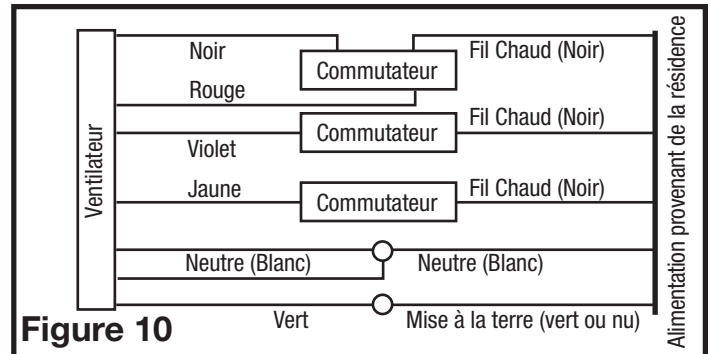 Noir
Commutateur
Fil Chaud (Noir)
Rouge
Commutateur
Fil Chaud (Noir)
Violet
Jaune
Commutateur
Fil Chaud (Noir)
Neutre (Blanc)
Neutre (Blanc)
Vert
Mise à la terre (vert ou nu)
Ventilateur
Alimentation provenant de la résidence
Figure 10